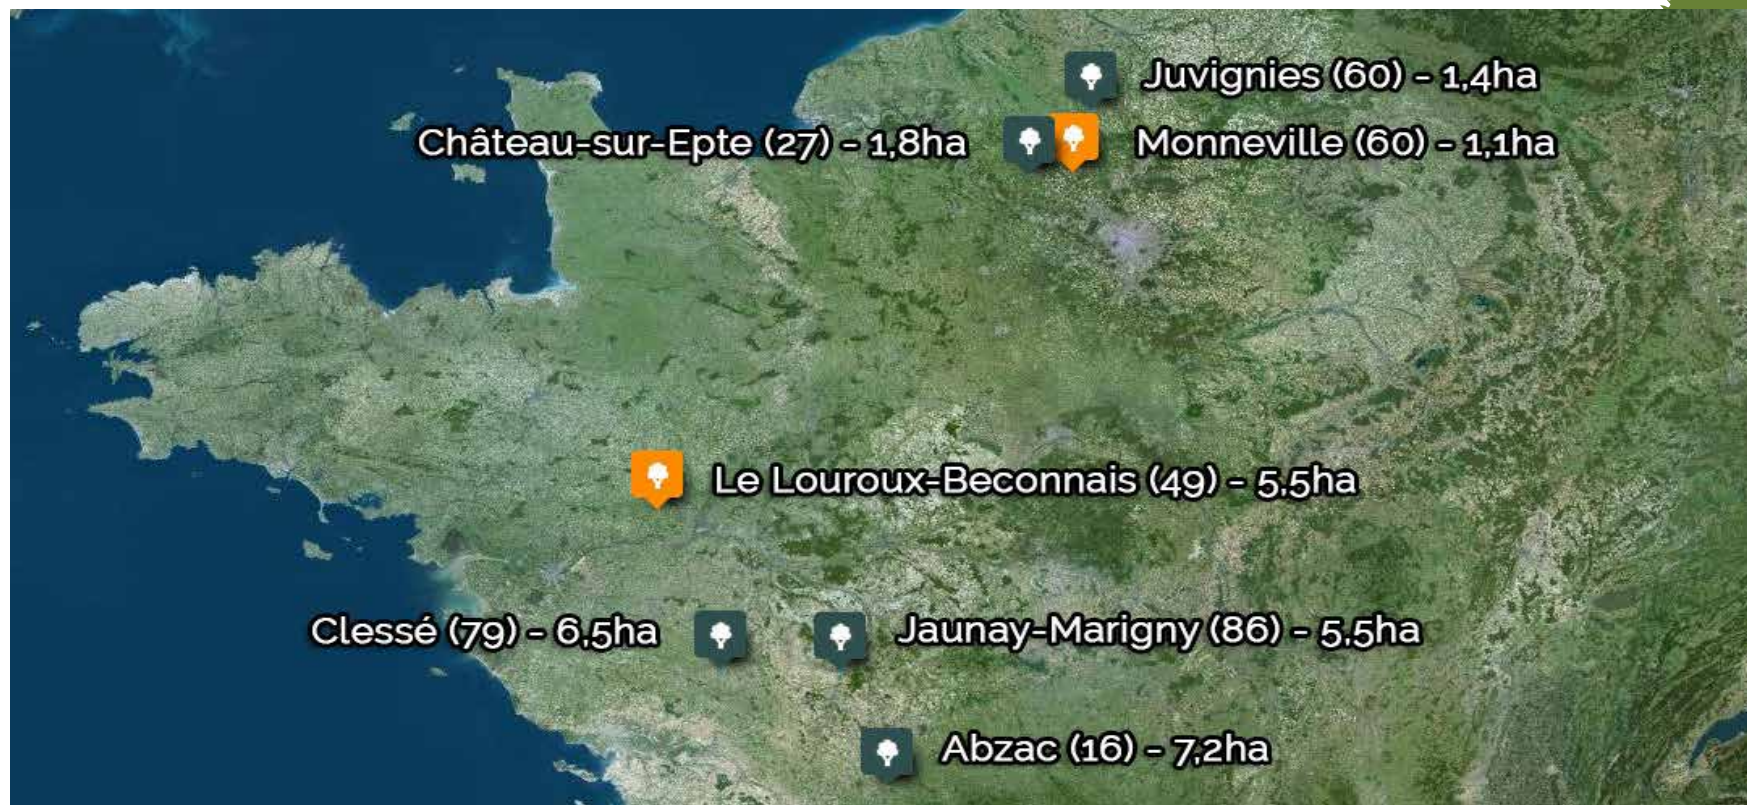 Juvignies (60) - 1,4ha
Château-sur-Epte (27) - 1,8ha
Monneville (60) - 1,1ha
Le Louroux-Beconnais (49) - 5,5ha
Clessé (79) - 6,5ha
Jaunay-Marigny (86) - 5,5ha
Abzac (16) - 7,2ha